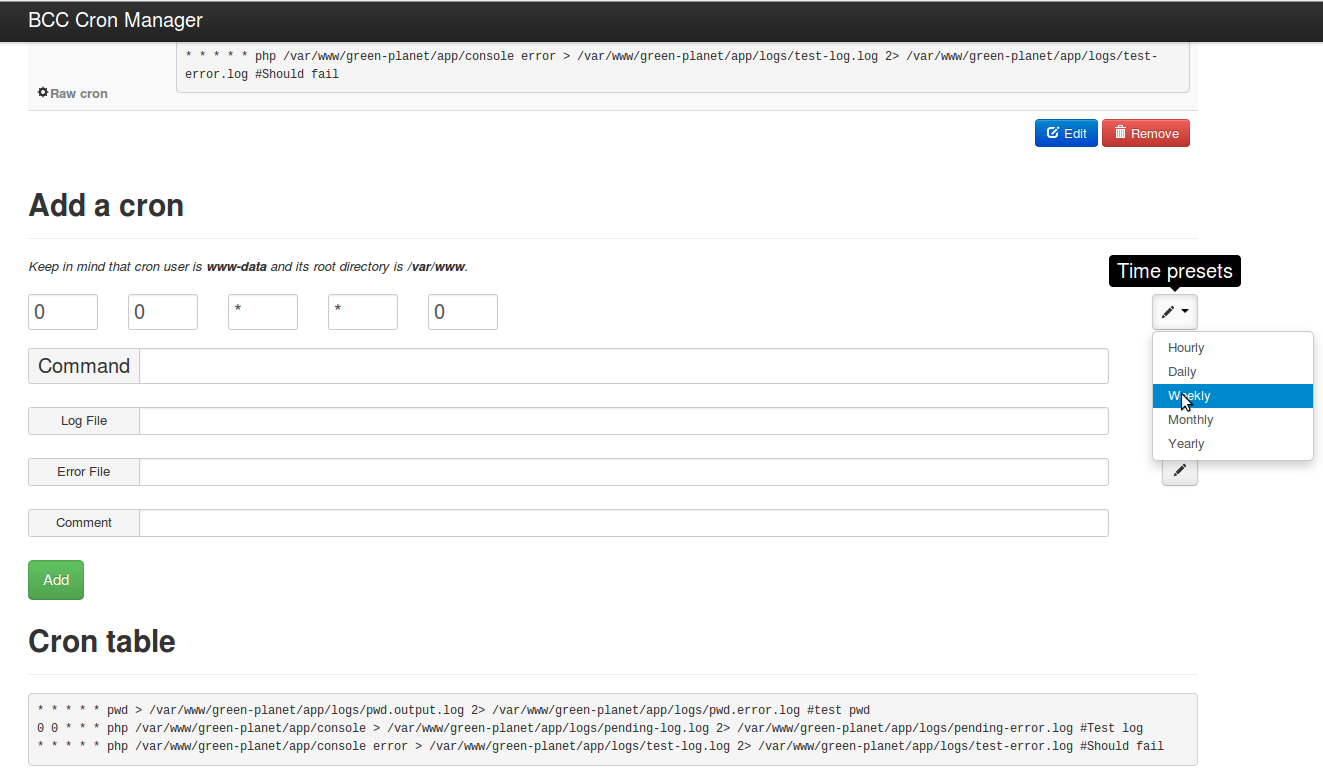 BCC Cron Manager
* * * * * php /var/www/green-planet/app/console error > /var/www/green-planet/app/logs/test-log.log 2> /var/www/green-planet/app/logs/test-
error.log #Should fail
Raw cron
Edit Remove
Add a cron
Keep in mind that cron user is www-data and its root directory is /var/www.
Time presets
0 0 * * 0
Hourly
Daily
Weekly
Monthly
Yearly
Command
Log File
Error File
Comment
Add
Cron table
* * * * * pwd > /var/www/green-planet/app/logs/pwd.output.log 2> /var/www/green-planet/app/logs/pwd.error.log #test pwd
0 0 * * * php /var/www/green-planet/app/console > /var/www/green-planet/app/logs/pending-log.log 2> /var/www/green-planet/app/logs/pending-error.log #Test log
* * * * * php /var/www/green-planet/app/console error > /var/www/green-planet/app/logs/test-log.log 2> /var/www/green-planet/app/logs/test-error.log #Should fail